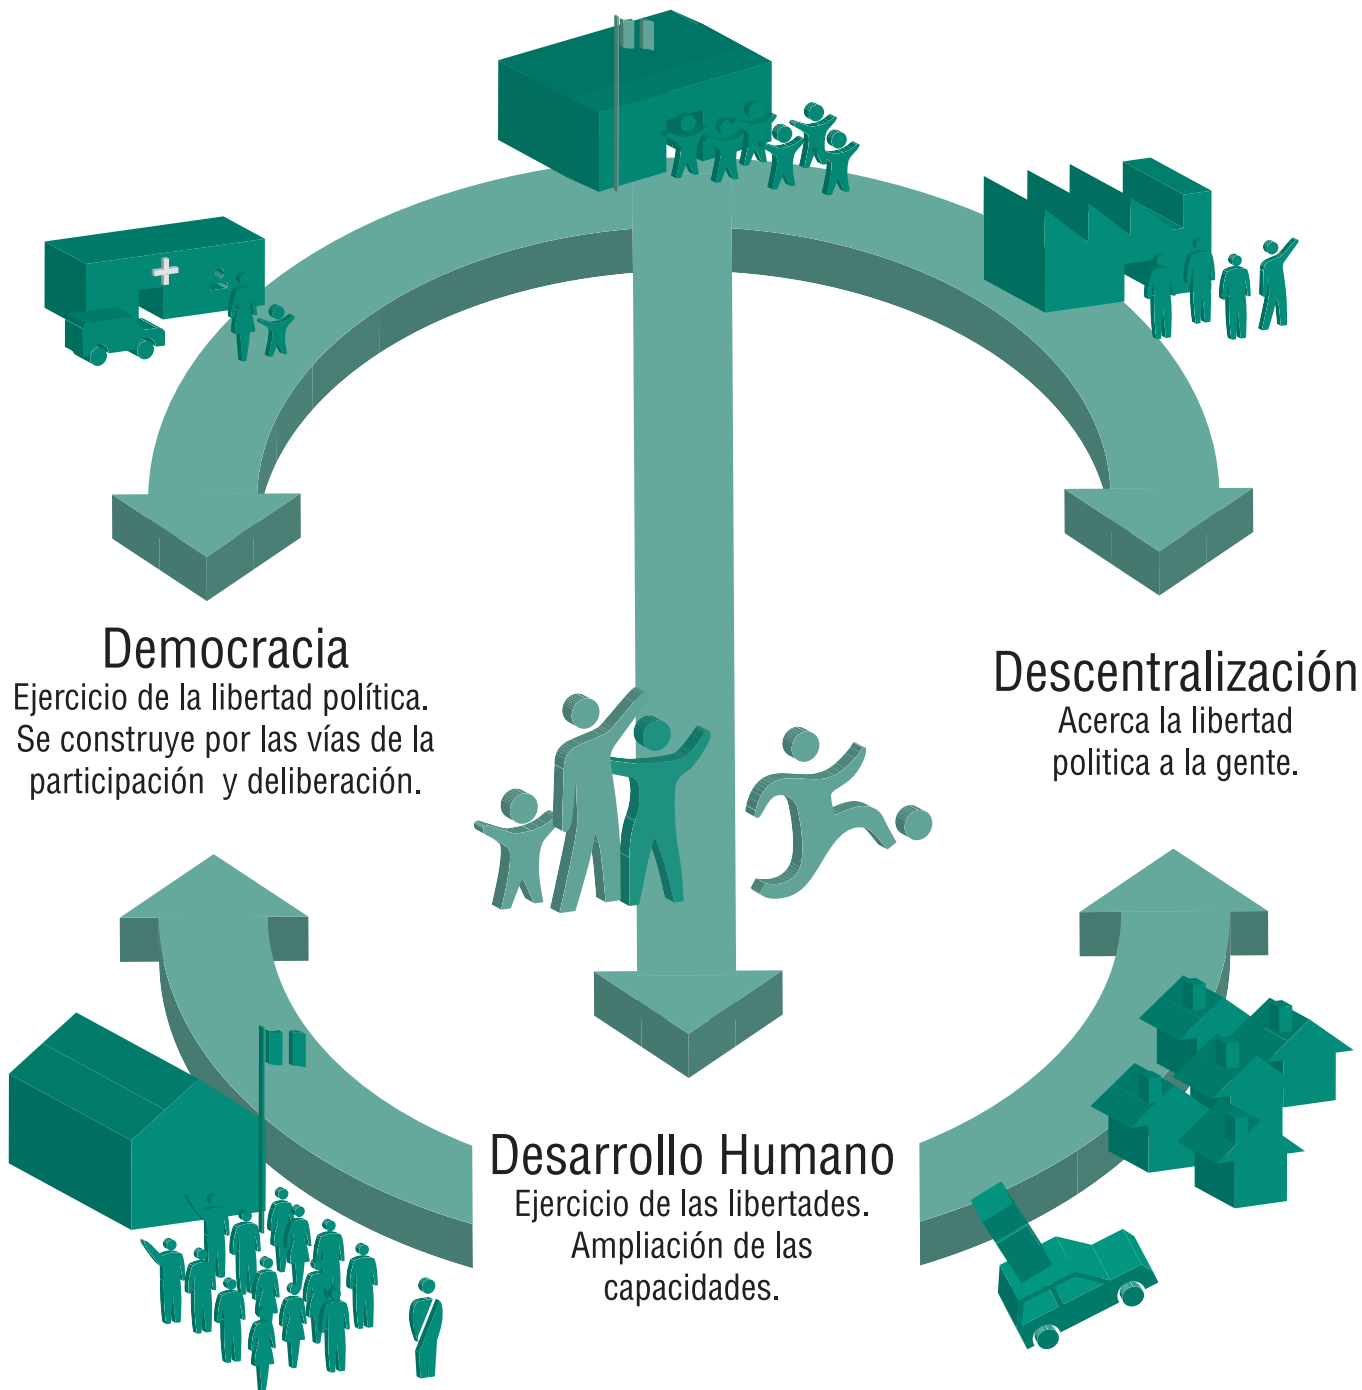 Democracia
Ejercicio de la libertad política.
Se construye por las vías de la
participación y deliberación.
Descentralización
Acerca la libertad
politica a la gente.
Desarrollo Humano
Ejercicio de las libertades.
Ampliación de las
capacidades.